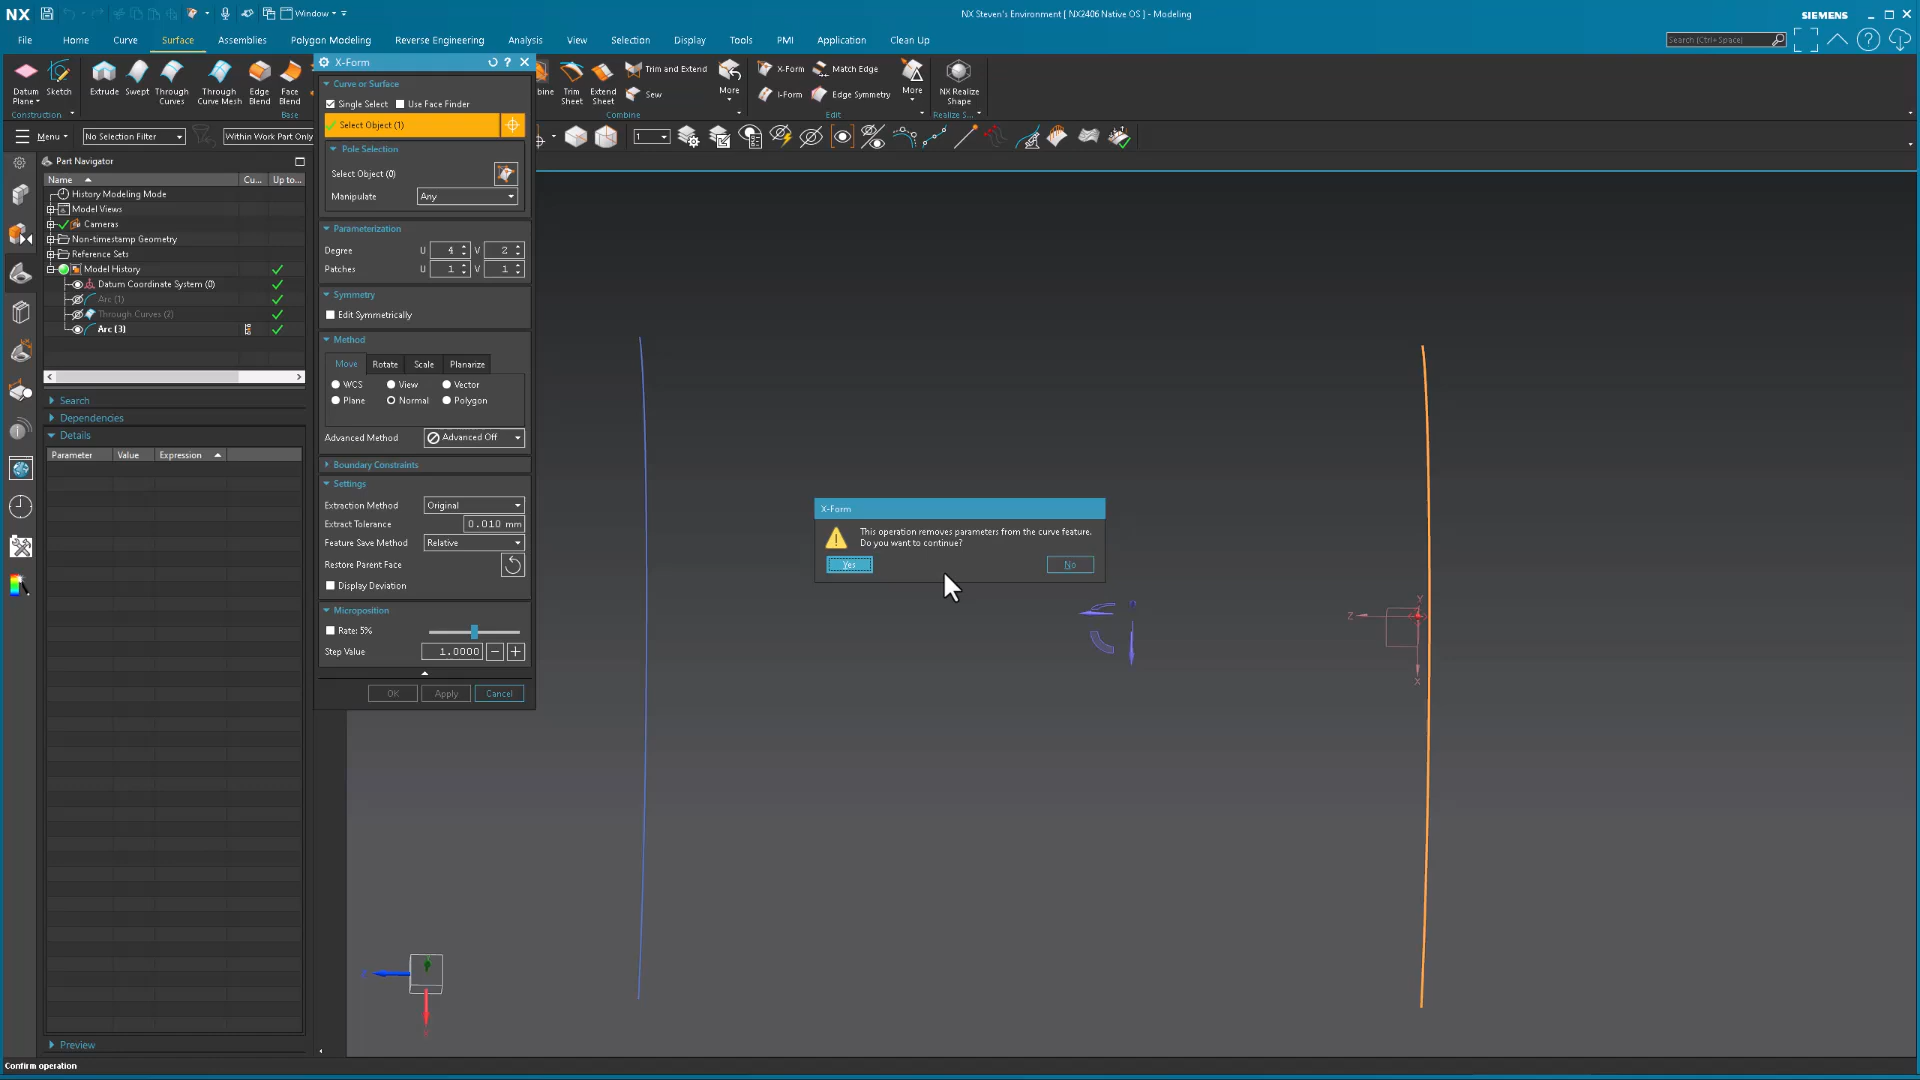 NX
Window
NX Steven's Environment [ NX2406 Native OS ] - Modeling
SIEMENS
File Home Curve Surface Assemblies Polygon Modeling Reverse Engineering Analysis View Selection Display Tools PMI Application Clean Up
Search (Ctrl+Space)
Datum Plane
Sketch
Extrude
Swept
Through Curves
Through Curve Mesh
Edge Blend
Face Blend
Trim Sheet
Extend Sheet
Trim and Extend
Sew
More
X-Form
I-Form
Match Edge
Edge Symmetry
More
NX Realize Shape
Construction
Base
Combine
Edit
Realize S...
Menu
No Selection Filter
Within Work Part Only
1
Part Navigator
Name Cu... Up to...
History Modeling Mode
Model Views
Cameras
Non-timestamp Geometry
Reference Sets
Model History
Datum Coordinate System (0)
Arc (1)
Through Curves (2)
Arc (3)
Search
Dependencies
Details
Parameter Value Expression
Preview
Confirm operation
X-Form
Curve or Surface
Single Select Use Face Finder
Select Object (1)
Pole Selection
Select Object (0)
Manipulate Any
Parameterization
Degree U 4 V 2
Patches U 1 V 1
Symmetry
Edit Symmetrically
Method
Move Rotate Scale Planarize
WCS View Vector
Plane Normal Polygon
Advanced Method Advanced Off
Boundary Constraints
Settings
Extraction Method Original
Extract Tolerance 0.010 mm
Feature Save Method Relative
Restore Parent Face
Display Deviation
Microposition
Rate: 5%
Step Value 1.0000
OK Apply Cancel
X-Form
This operation removes parameters from the curve feature.
Do you want to continue?
Yes No
Y
Z
X